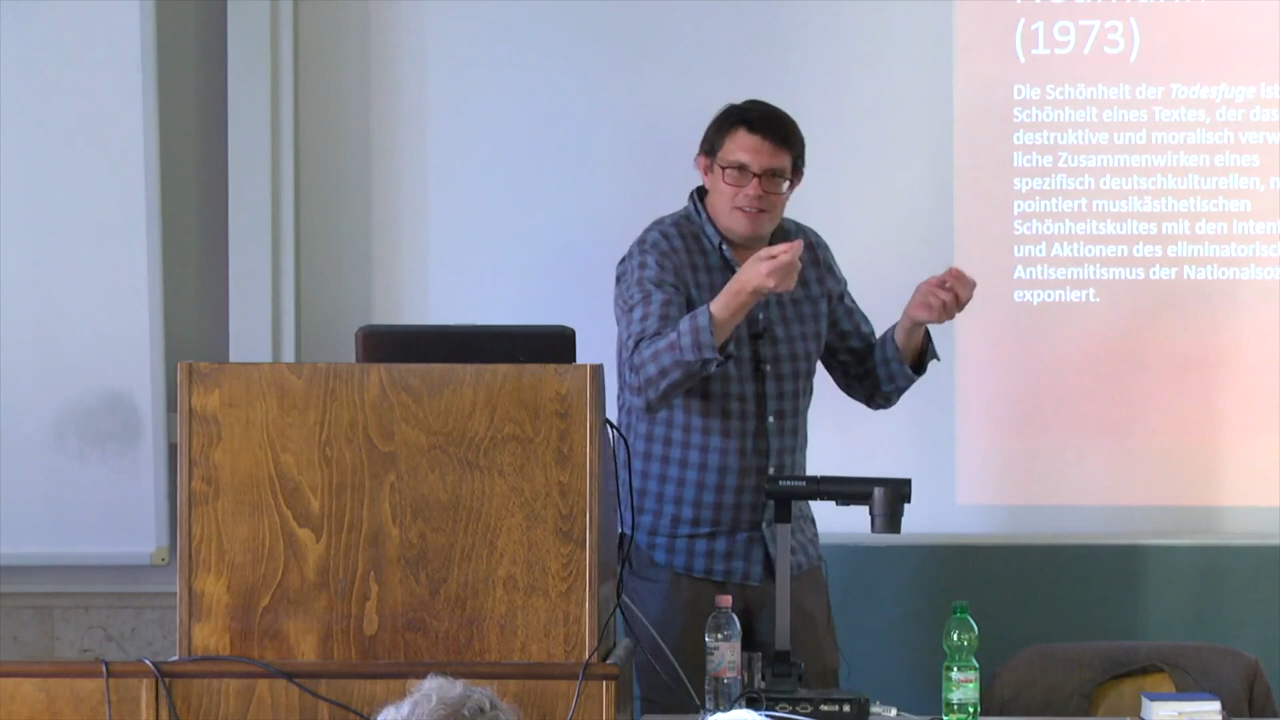 (1973)
Die Schönheit der Todesfuge ist
Schönheit eines Textes, der das
destruktive und moralisch verw
liche Zusammenwirken eines
spezifisch deutschkulturellen, n
pointiert musikästhetischen
Schönheitskultes mit den Inten
und Aktionen des eliminatorisc
Antisemitismus der Nationalsoz
exponiert.
SAMSUNG